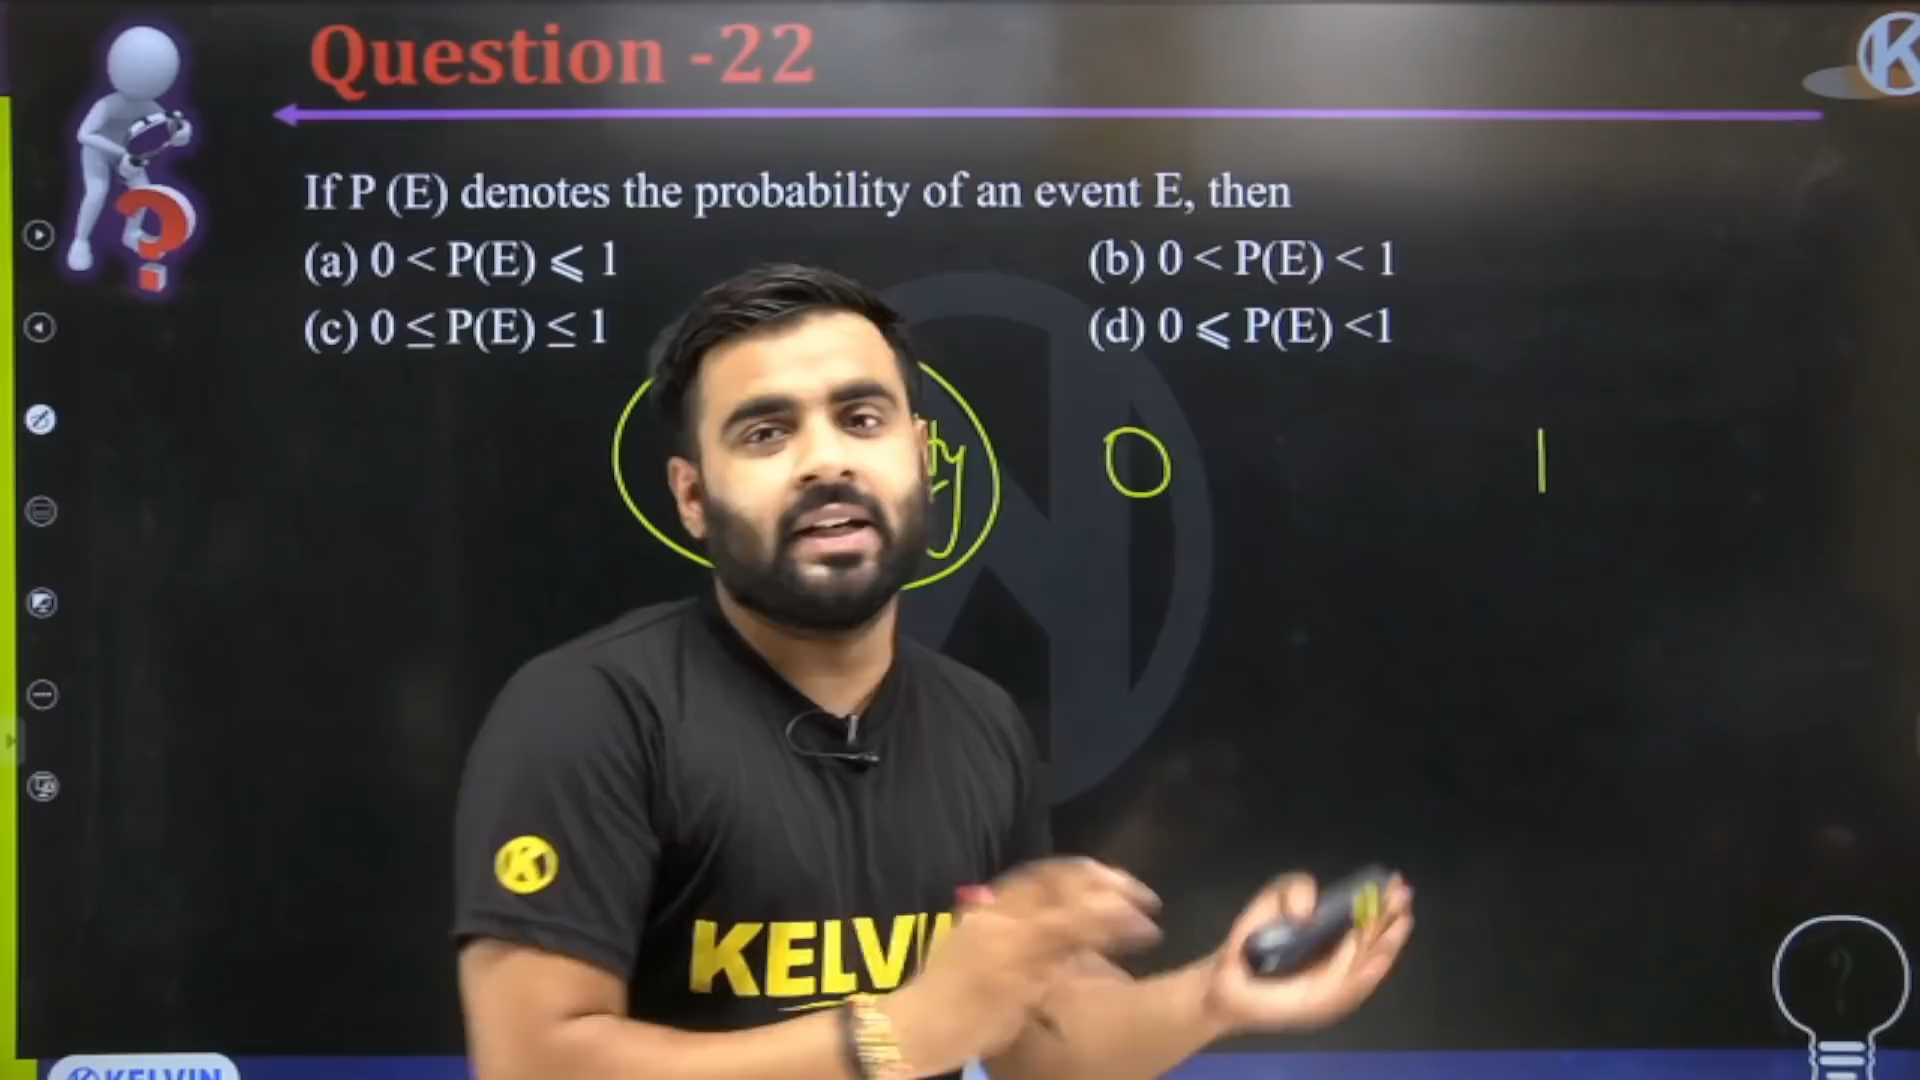 Question -22
K
If P (E) denotes the probability of an event E, then
(a) 0 < P(E) ⩽ 1
(b) 0 < P(E) < 1
(c) 0 ≤ P(E) ≤ 1
(d) 0 ⩽ P(E) <1
0 1
K
?
KELVIN